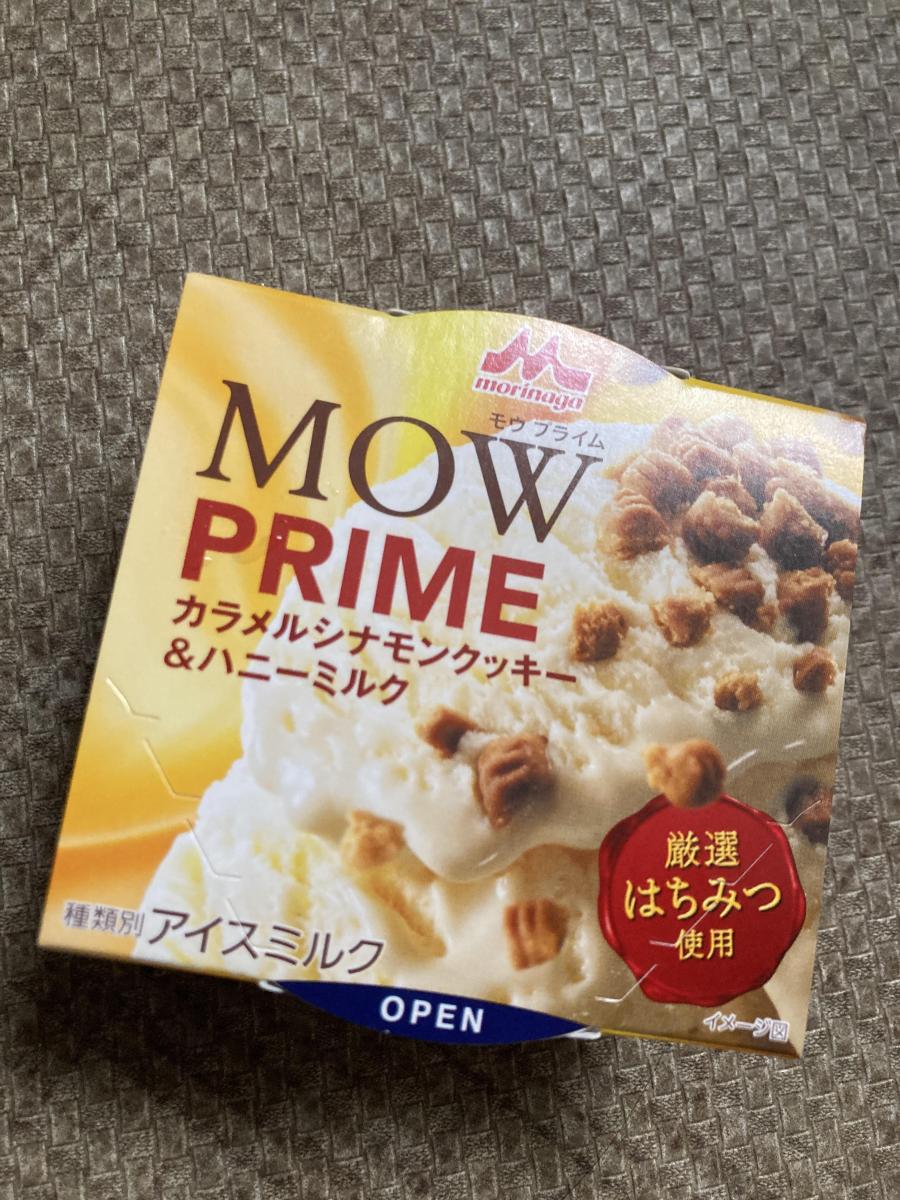 morinaga
モウ プライム
MOW
PRIME
カラメルシナモンクッキー
&ハニーミルク
厳選
はちみつ
使用
種類別 アイスミルク
OPEN
イメージ図